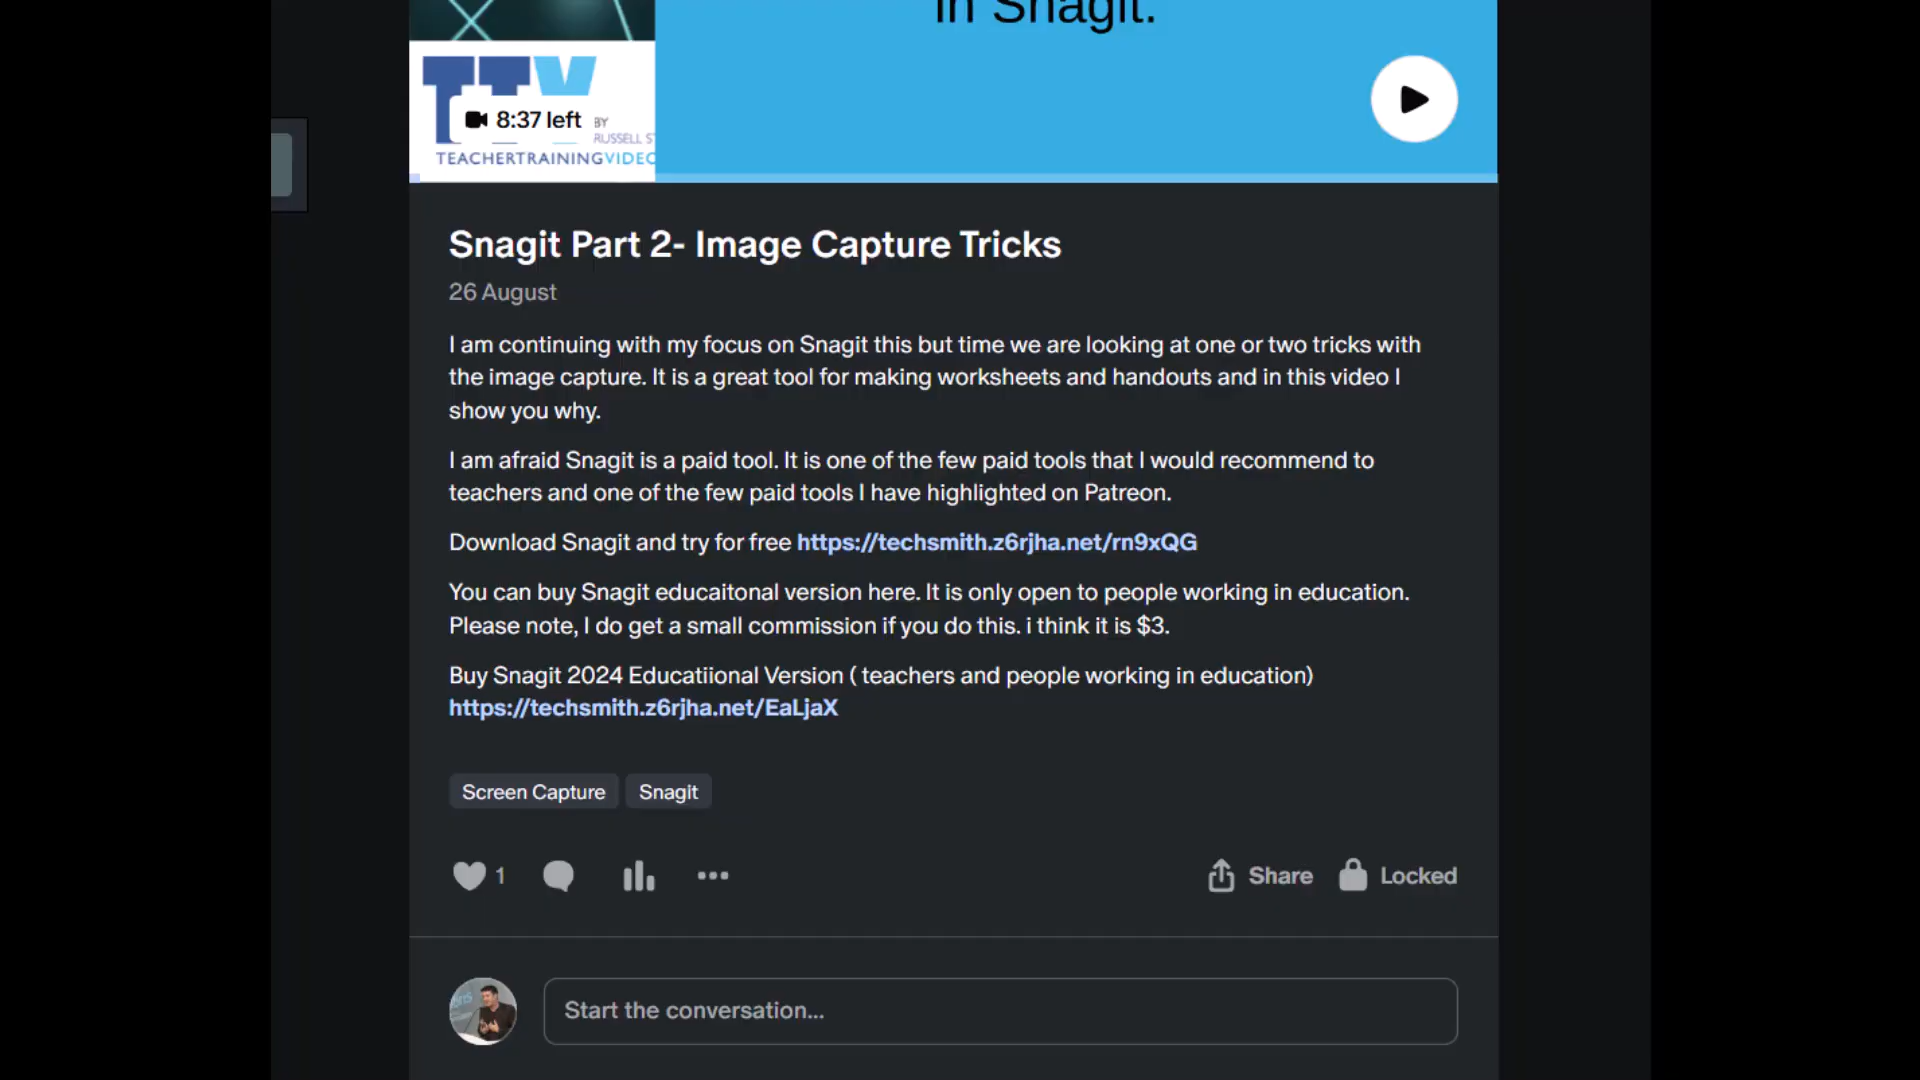 in Snagit.
TTV
8:37 left
BY
RUSSELL S
TEACHERTRAININGVIDEO
Snagit Part 2- Image Capture Tricks
26 August
I am continuing with my focus on Snagit this but time we are looking at one or two tricks with
the image capture. It is a great tool for making worksheets and handouts and in this video I
show you why.
I am afraid Snagit is a paid tool. It is one of the few paid tools that I would recommend to
teachers and one of the few paid tools I have highlighted on Patreon.
Download Snagit and try for free https://techsmith.z6rjha.net/rn9xQG
You can buy Snagit educaitonal version here. It is only open to people working in education.
Please note, I do get a small commission if you do this. i think it is $3.
Buy Snagit 2024 Educatiional Version ( teachers and people working in education)
https://techsmith.z6rjha.net/EaLjaX
Screen Capture Snagit
1 Share Locked
Start the conversation...